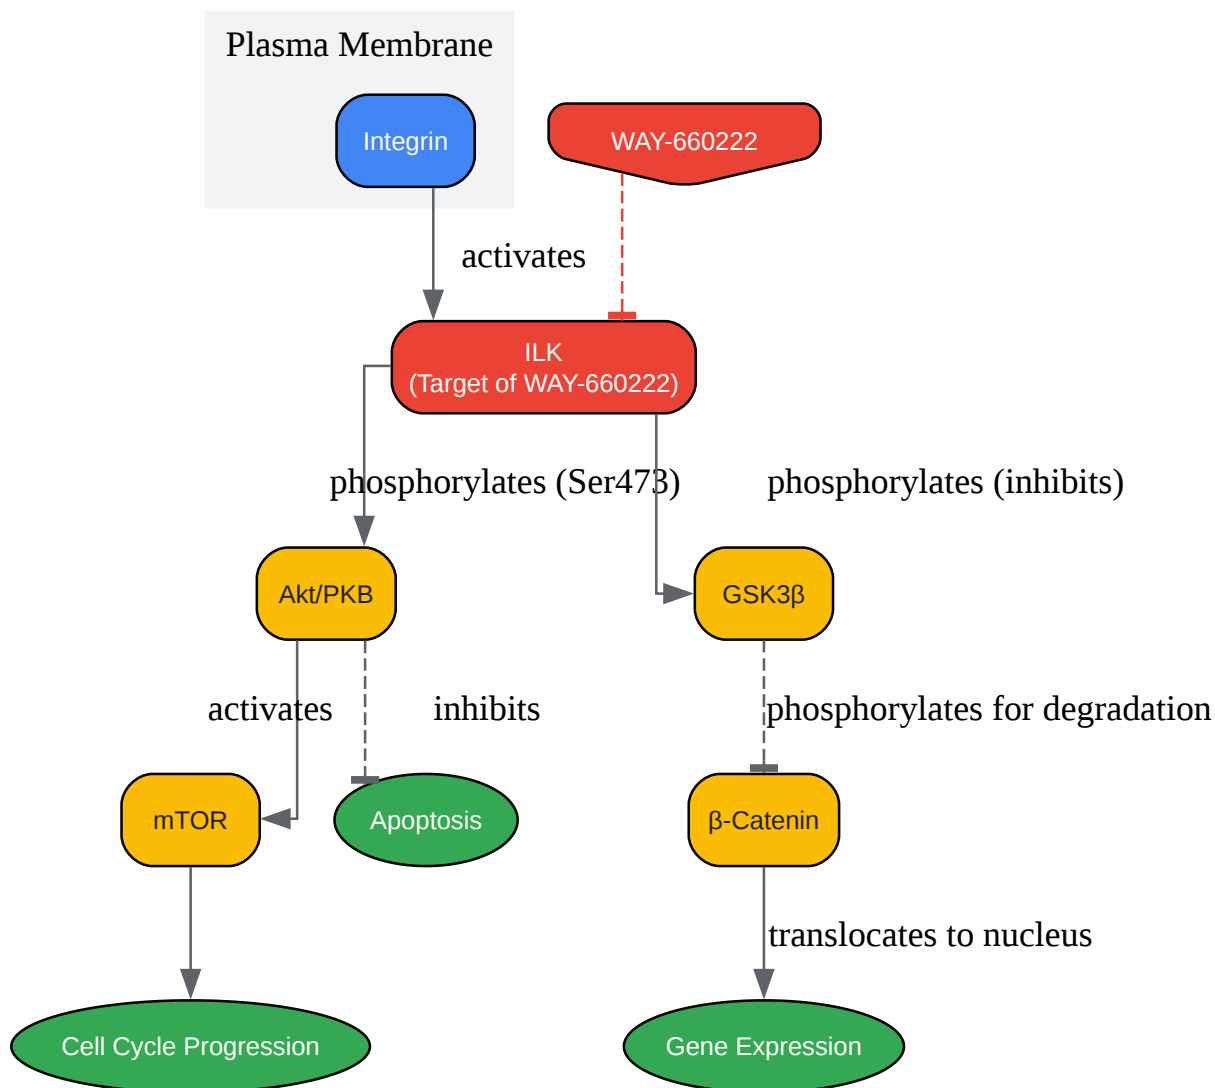 Plasma Membrane
Integrin
WAY-660222
activates
ILK
(Target of WAY-660222)
phosphorylates (Ser473)
phosphorylates (inhibits)
Akt/PKB
GSK3β
activates
inhibits
phosphorylates for degradation
mTOR
Apoptosis
β-Catenin
translocates to nucleus
Cell Cycle Progression
Gene Expression